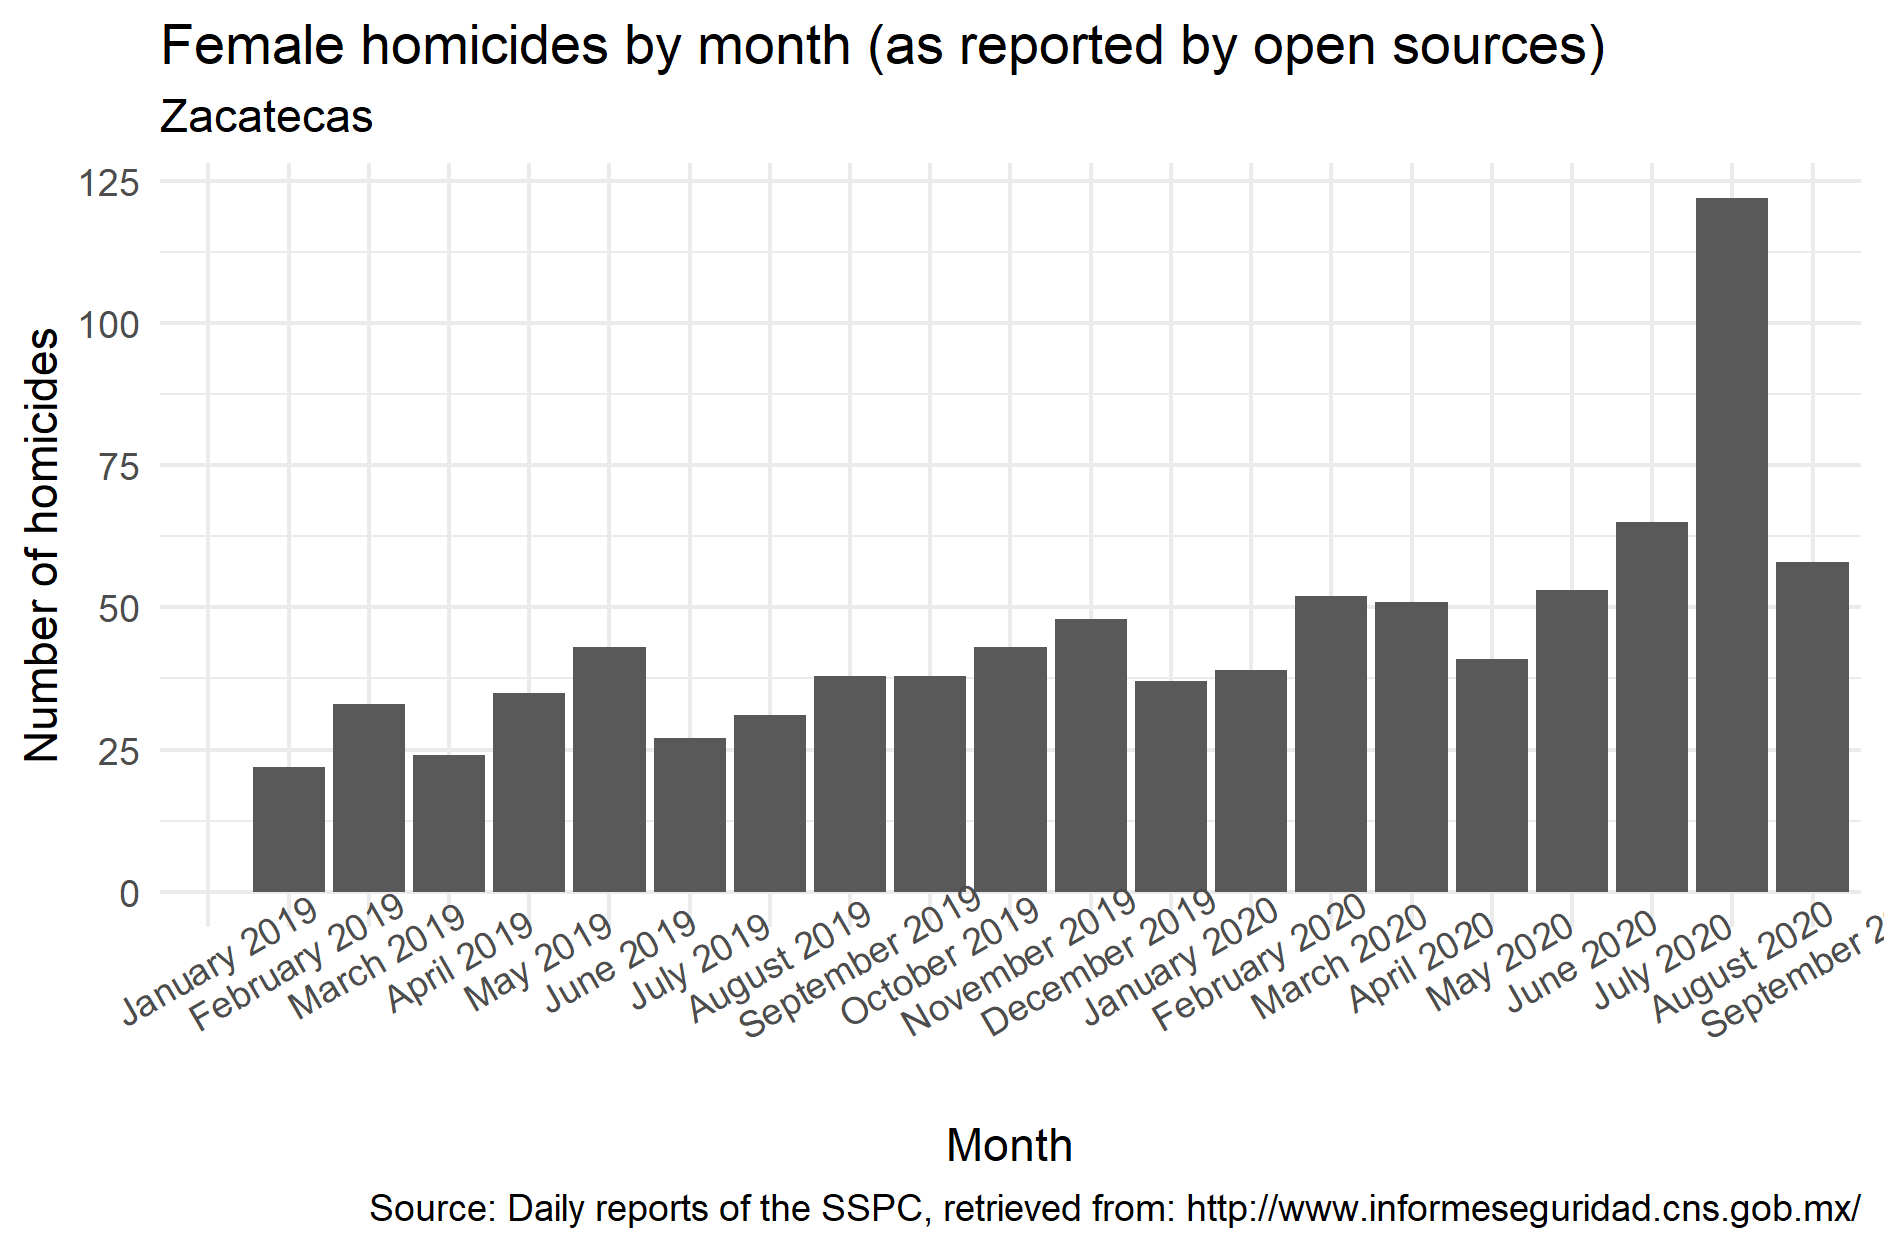 Female homicides by month (as reported by open sources)
Zacatecas
125
100
75
50
25
0
Number of homicides
January 2019
February 2019
March 2019
April 2019
May 2019
June 2019
July 2019
August 2019
September 2019
October 2019
November 2019
December 2019
January 2020
February 2020
March 2020
April 2020
May 2020
June 2020
July 2020
August 2020
September 2
Month
Source: Daily reports of the SSPC, retrieved from: http://www.informeseguridad.cns.gob.mx/